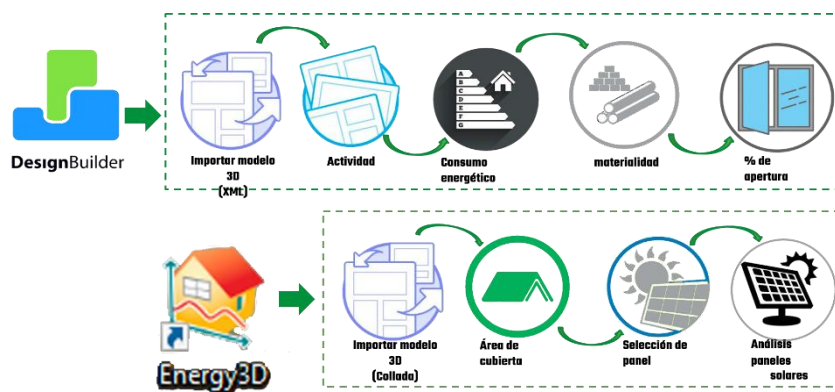 A
B
C
D
E
F
G
DesignBuilder
Importar modelo
3D
(XML)
Actividad
Consumo
energético
materialidad
% de
apertura
Energy3D
Importar modelo
3D
(Collada)
Área de
cubierta
Selección de
panel
Análisis
paneles
solares